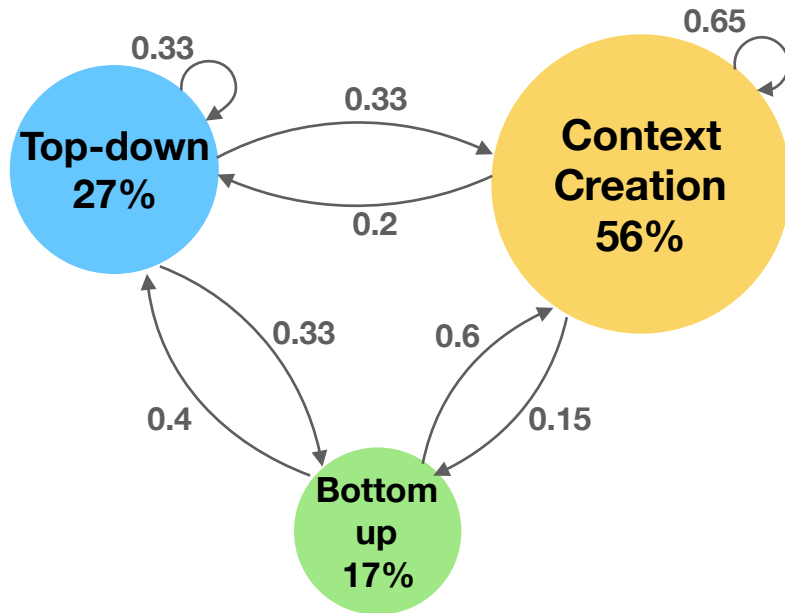 0.33
0.65
Top-down
27%
0.33
Context
Creation
56%
0.2
0.33
0.6
0.4
0.15
Bottom
up
17%